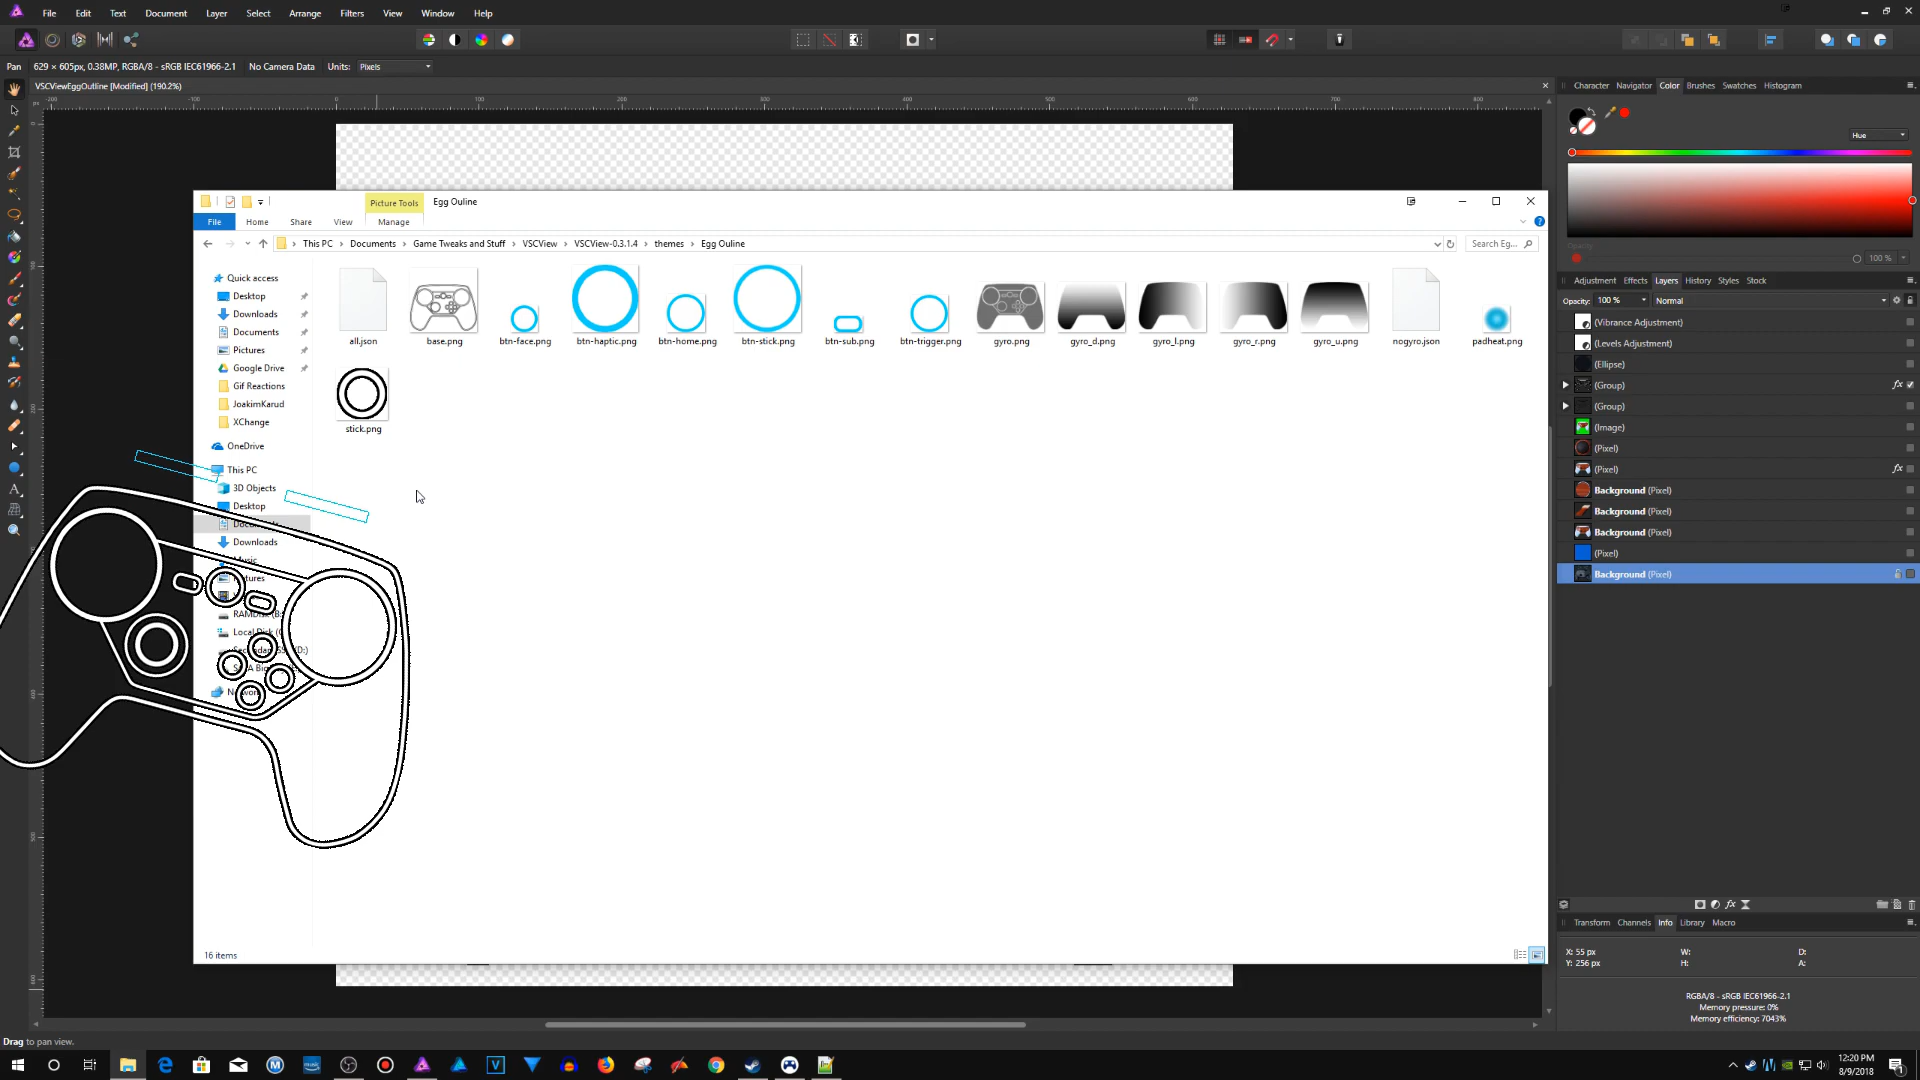 File Edit Text Document Layer Select Arrange Filters View Window Help
Pan 629 × 605px, 0.38MP, RGBA/8 - sRGB IEC61966-2.1 No Camera Data Units: Pixels
VSCViewEggOutline [Modified] (190.2%)
Character Navigator Color Brushes Swatches Histogram
Hue
Opacity:
100 %
Adjustment Effects Layers History Styles Stock
Opacity: 100 % Normal
(Vibrance Adjustment)
(Levels Adjustment)
(Ellipse)
(Group)
(Group)
(Image)
(Pixel)
(Pixel)
Background (Pixel)
Background (Pixel)
Background (Pixel)
(Pixel)
Background (Pixel)
Picture Tools Egg Ouline
File Home Share View Manage
This PC Documents Game Tweaks and Stuff VSCView VSCView-0.3.1.4 themes Egg Ouline Search Eg...
Quick access
Desktop
Downloads
Documents
Pictures
Google Drive
Gif Reactions
JoakimKarud
XChange
OneDrive
This PC
3D Objects
Desktop
Downloads
all.json base.png btn-face.png btn-haptic.png btn-home.png btn-stick.png btn-sub.png btn-trigger.png gyro.png gyro_d.png gyro_l.png gyro_r.png gyro_u.png nogyro.json padheat.png
stick.png
16 items
Transform Channels Info Library Macro
X: 55 px W: D:
Y: 256 px H: A:
RGBA/8 - sRGB IEC61966-2.1
Memory pressure: 0%
Memory efficiency: 7043%
Drag to pan view.
12:20 PM
8/9/2018